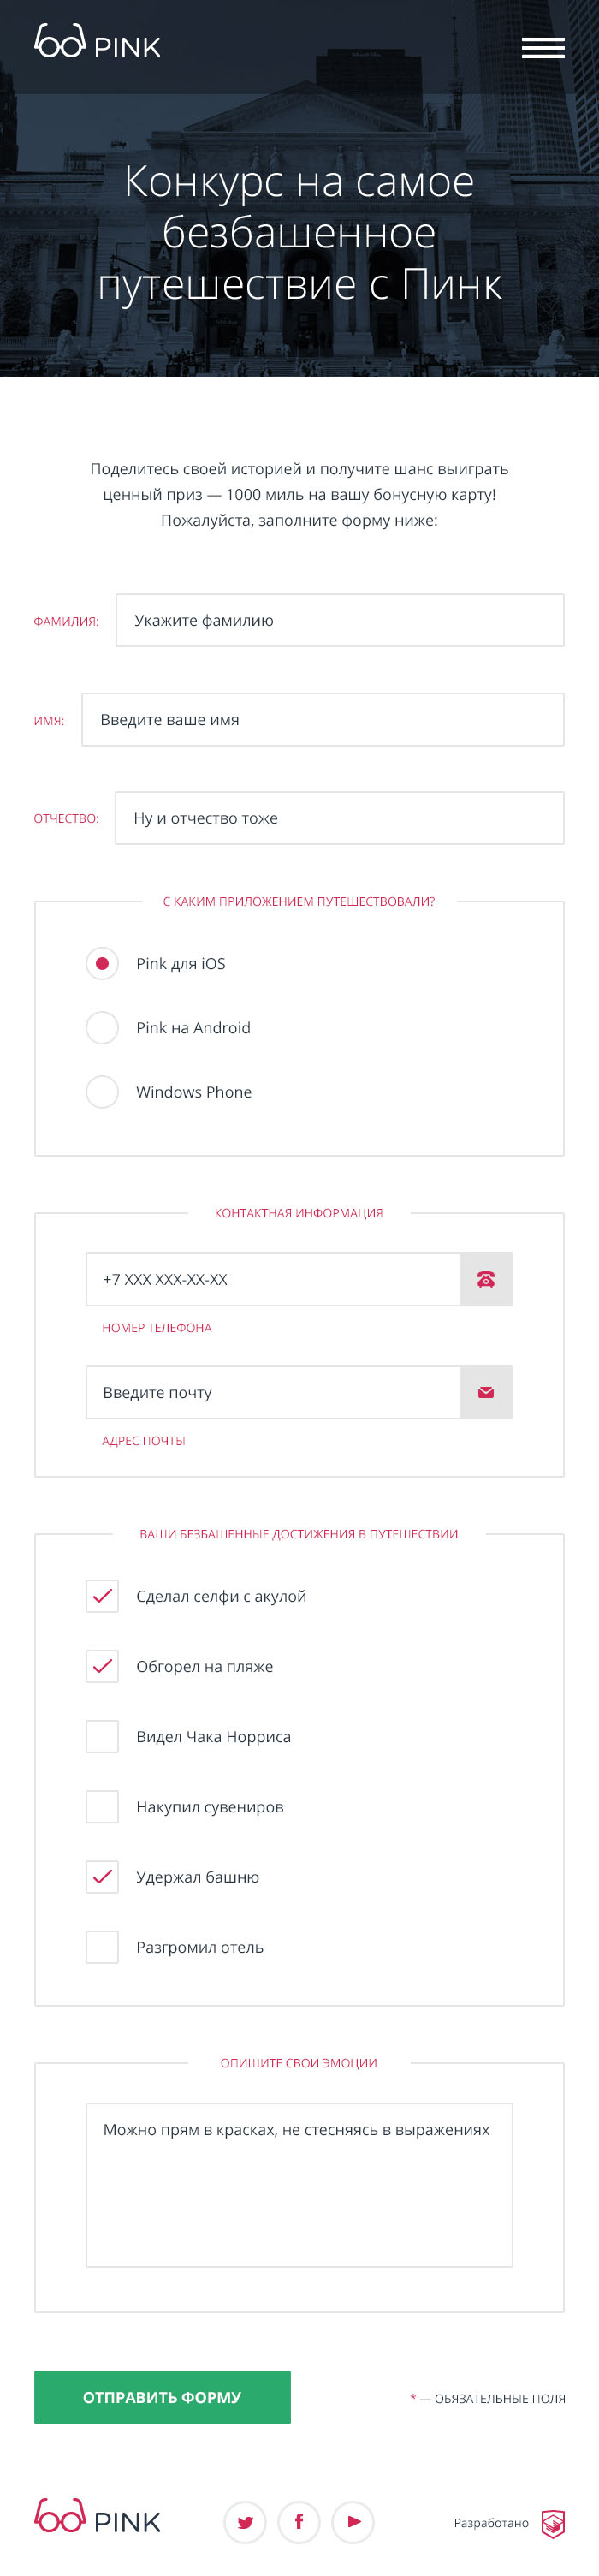 PINK
Конкурс на самое
безбашенное
путешествие с Пинк
Поделитесь своей историей и получите шанс выиграть
ценный приз — 1000 миль на вашу бонусную карту!
Пожалуйста, заполните форму ниже:
ФАМИЛИЯ: Укажите фамилию
ИМЯ: Введите ваше имя
ОТЧЕСТВО: Ну и отчество тоже
С КАКИМ ПРИЛОЖЕНИЕМ ПУТЕШЕСТВОВАЛИ?
Pink для iOS
Pink на Android
Windows Phone
КОНТАКТНАЯ ИНФОРМАЦИЯ
+7 XXX XXX-XX-XX
НОМЕР ТЕЛЕФОНА
Введите почту
АДРЕС ПОЧТЫ
ВАШИ БЕЗБАШЕННЫЕ ДОСТИЖЕНИЯ В ПУТЕШЕСТВИИ
Сделал селфи с акулой
Обгорел на пляже
Видел Чака Норриса
Накупил сувениров
Удержал башню
Разгромил отель
ОПИШИТЕ СВОИ ЭМОЦИИ
Можно прям в красках, не стесняясь в выражениях
ОТПРАВИТЬ ФОРМУ
* — ОБЯЗАТЕЛЬНЫЕ ПОЛЯ
PINK
Разработано